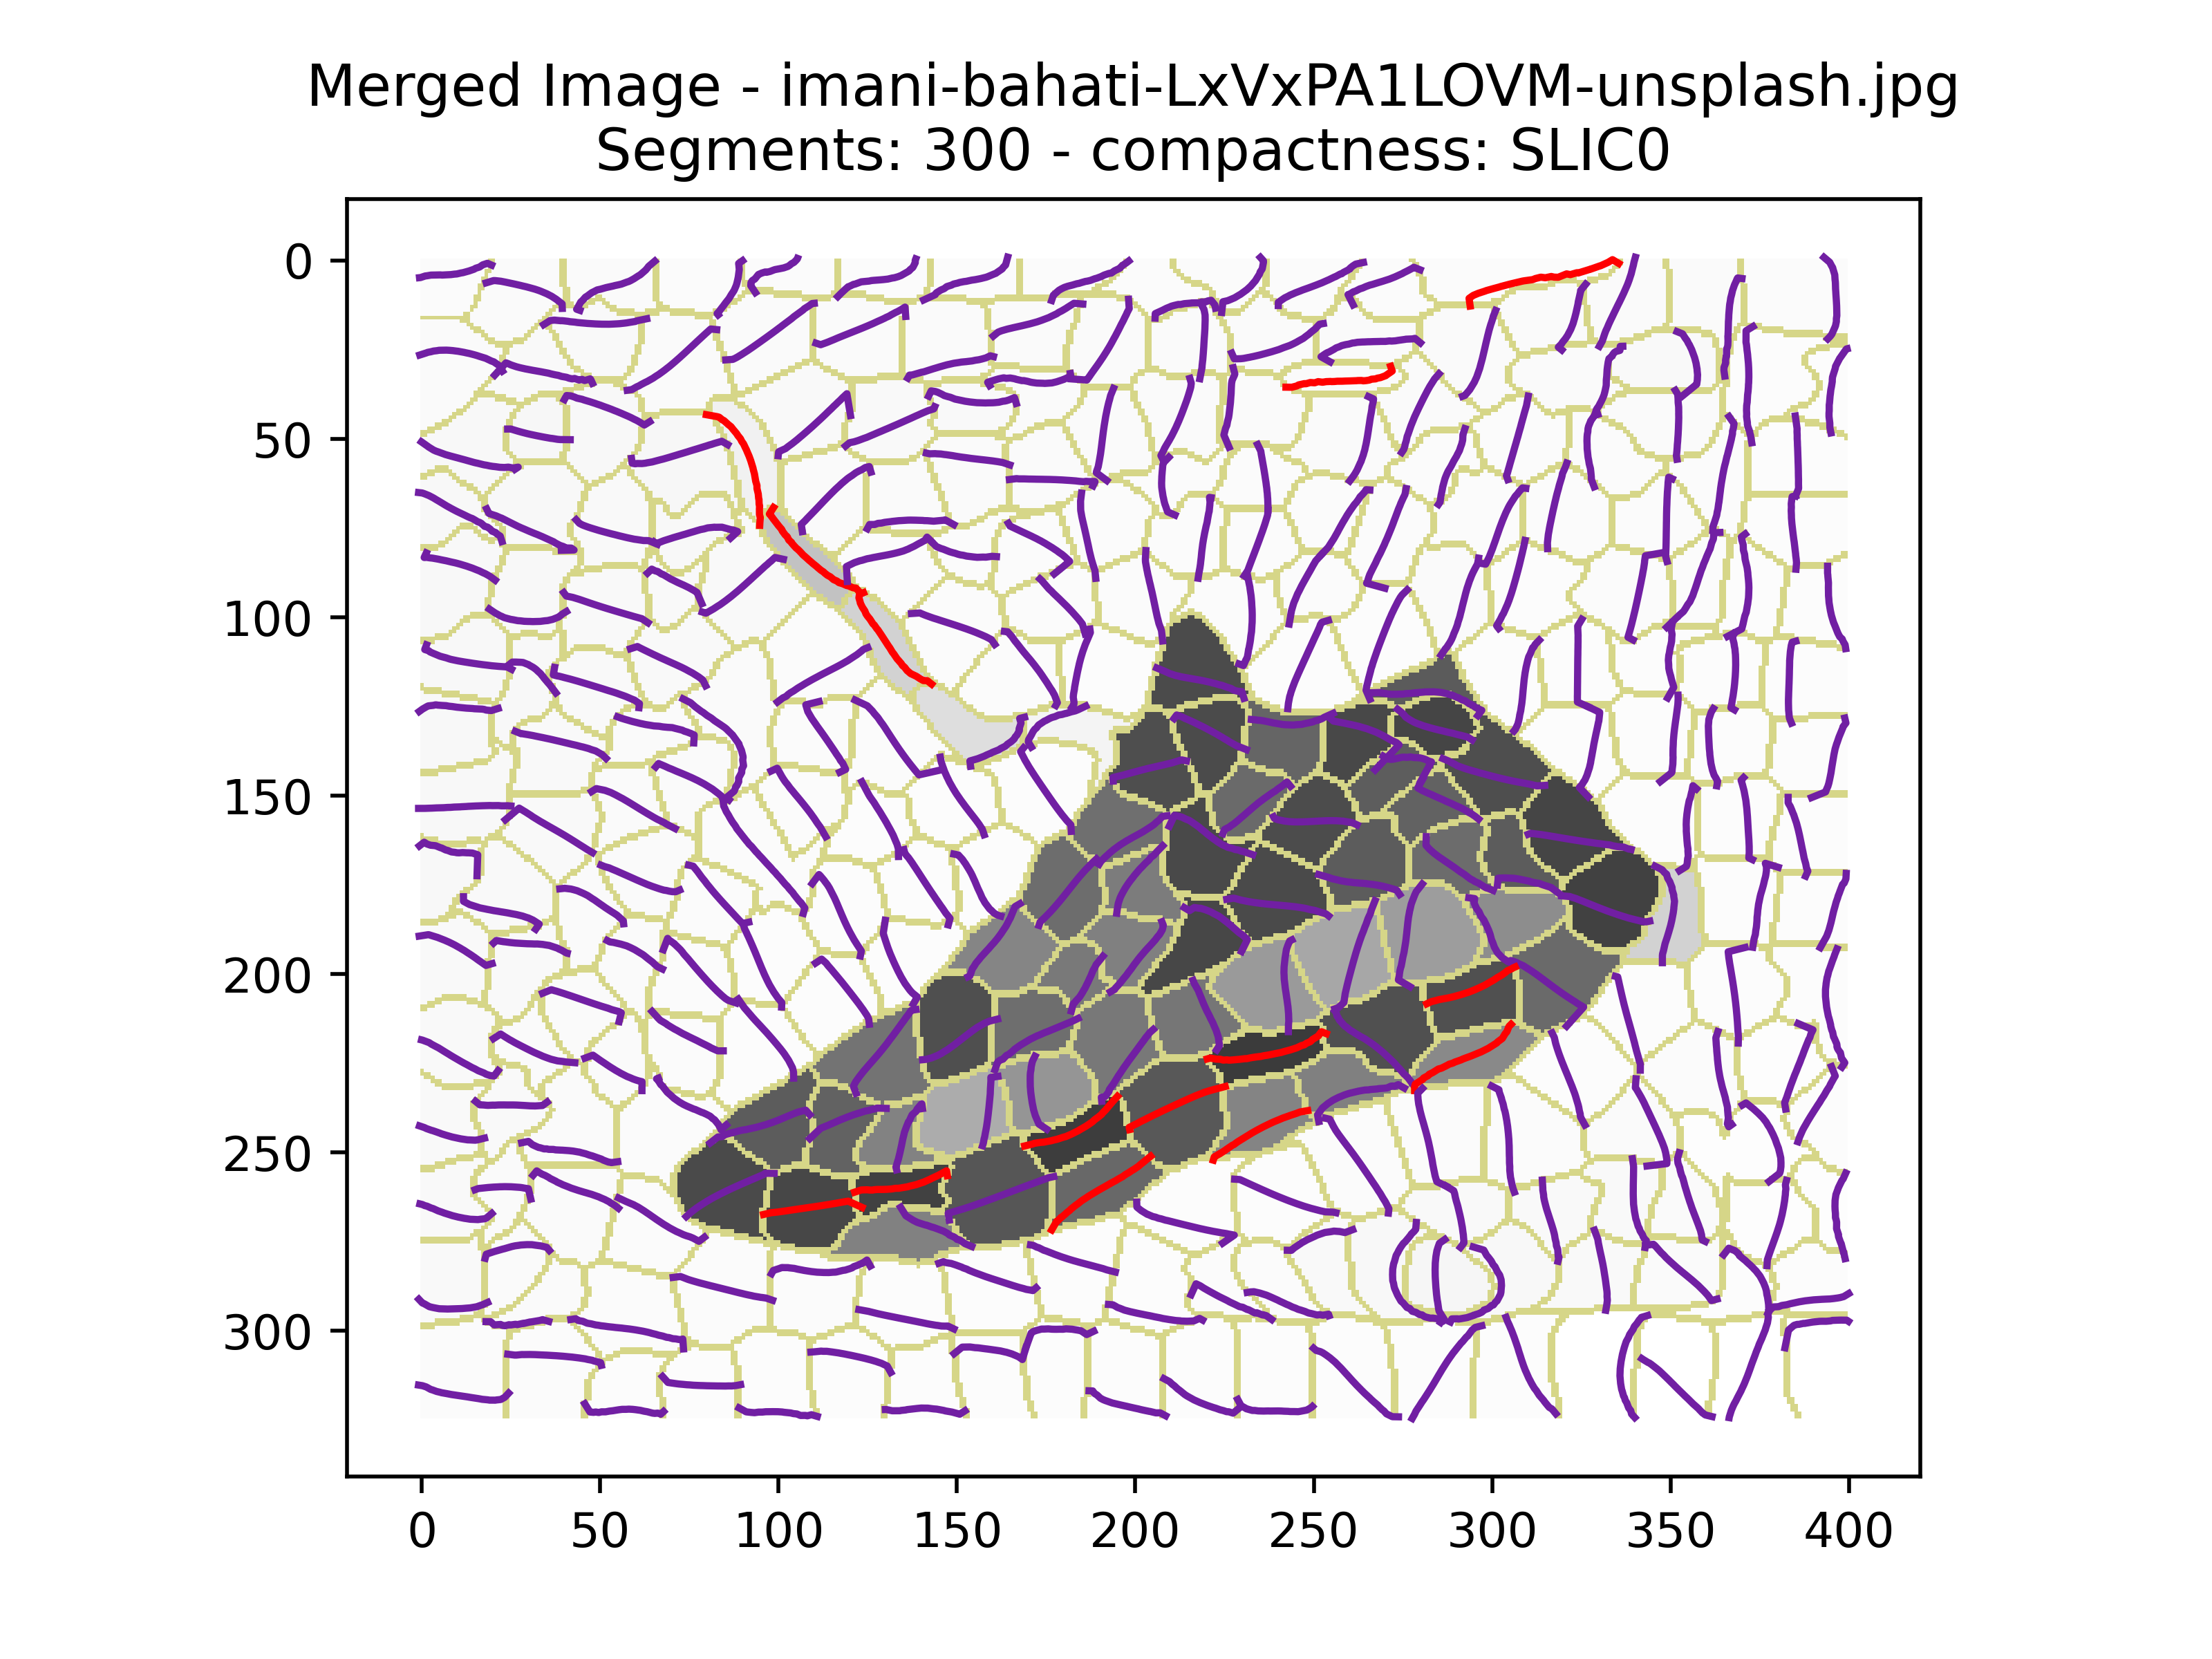 Merged Image - imani-bahati-LxVxPA1LOVM-unsplash.jpg
Segments: 300 - compactness: SLIC0
0
50
100
150
200
250
300
0 50 100 150 200 250 300 350 400